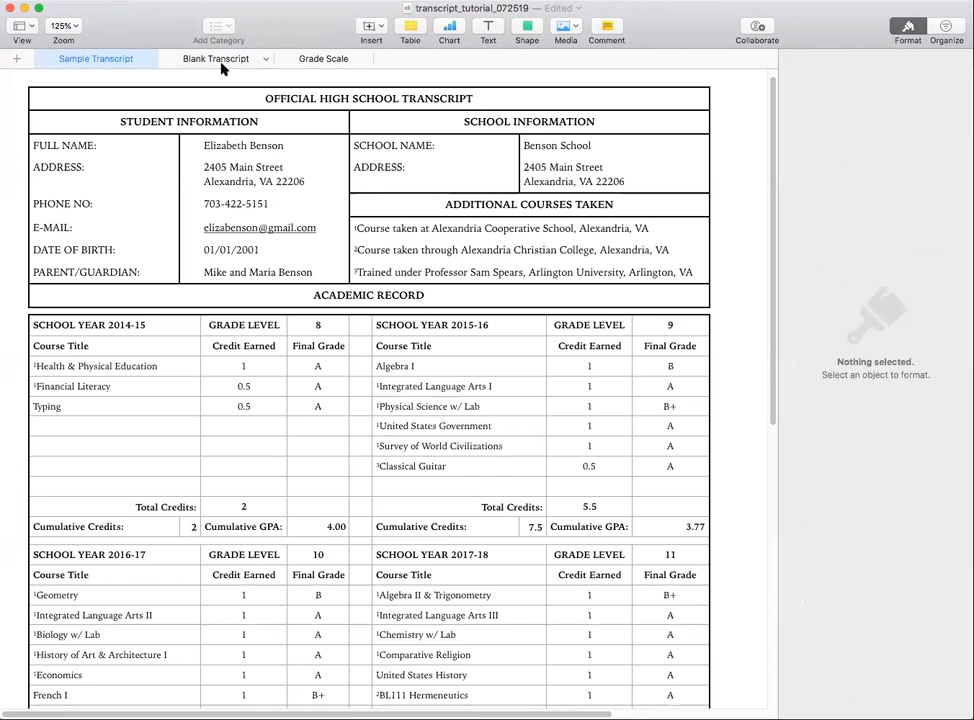 transcript_tutorial_072519 — Edited
125%
View
Zoom
Add Category
Insert
Table
Chart
Text
Shape
Media
Comment
Collaborate
Format
Organize
Sample Transcript
Blank Transcript
Grade Scale
OFFICIAL HIGH SCHOOL TRANSCRIPT
STUDENT INFORMATION
SCHOOL INFORMATION
FULL NAME: Elizabeth Benson
SCHOOL NAME: Benson School
ADDRESS: 2405 Main Street
Alexandria, VA 22206
ADDRESS: 2405 Main Street
Alexandria, VA 22206
PHONE NO: 703-422-5151
ADDITIONAL COURSES TAKEN
E-MAIL: elizabenson@gmail.com
¹Course taken at Alexandria Cooperative School, Alexandria, VA
DATE OF BIRTH: 01/01/2001
²Course taken through Alexandria Christian College, Alexandria, VA
PARENT/GUARDIAN: Mike and Maria Benson
³Trained under Professor Sam Spears, Arlington University, Arlington, VA
ACADEMIC RECORD
SCHOOL YEAR 2014-15 GRADE LEVEL 8 SCHOOL YEAR 2015-16 GRADE LEVEL 9
Course Title Credit Earned Final Grade Course Title Credit Earned Final Grade
¹Health & Physical Education 1 A Algebra I 1 B
¹Financial Literacy 0.5 A ¹Integrated Language Arts I 1 A
Typing 0.5 A ¹Physical Science w/ Lab 1 B+
¹United States Government 1 A
¹Survey of World Civilizations 1 A
³Classical Guitar 0.5 A
Total Credits: 2 Total Credits: 5.5
Cumulative Credits: 2 Cumulative GPA: 4.00 Cumulative Credits: 7.5 Cumulative GPA: 3.77
SCHOOL YEAR 2016-17 GRADE LEVEL 10 SCHOOL YEAR 2017-18 GRADE LEVEL 11
Course Title Credit Earned Final Grade Course Title Credit Earned Final Grade
¹Geometry 1 B ¹Algebra II & Trigonometry 1 B+
¹Integrated Language Arts II 1 A ¹Integrated Language Arts III 1 A
¹Biology w/ Lab 1 A ¹Chemistry w/ Lab 1 A
¹History of Art & Architecture I 1 A ¹Comparative Religion 1 A
¹Economics 1 A United States History 1 A
French I 1 B+ ²BL111 Hermeneutics 1 A
Nothing selected.
Select an object to format.